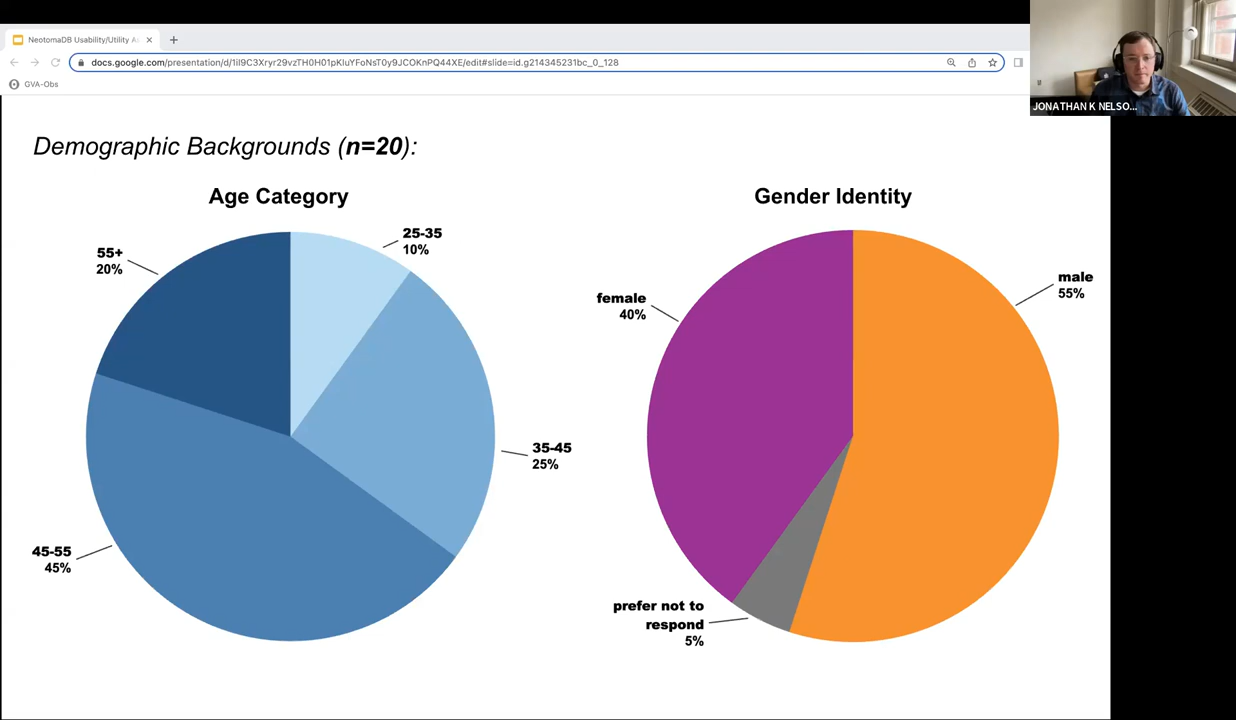 NeotomaDB Usability/Utility As
docs.google.com/presentation/d/1iI9C3Xryr29vzTH0H01pKluYFoNsT0y9JCOKnPQ44XE/edit#slide=id.g214345231bc_0_128
GVA-Obs
JONATHAN K NELSO...
Demographic Backgrounds (n=20):
Age Category
25-35
10%
55+
20%
35-45
25%
45-55
45%
Gender Identity
male
55%
female
40%
prefer not to
respond
5%